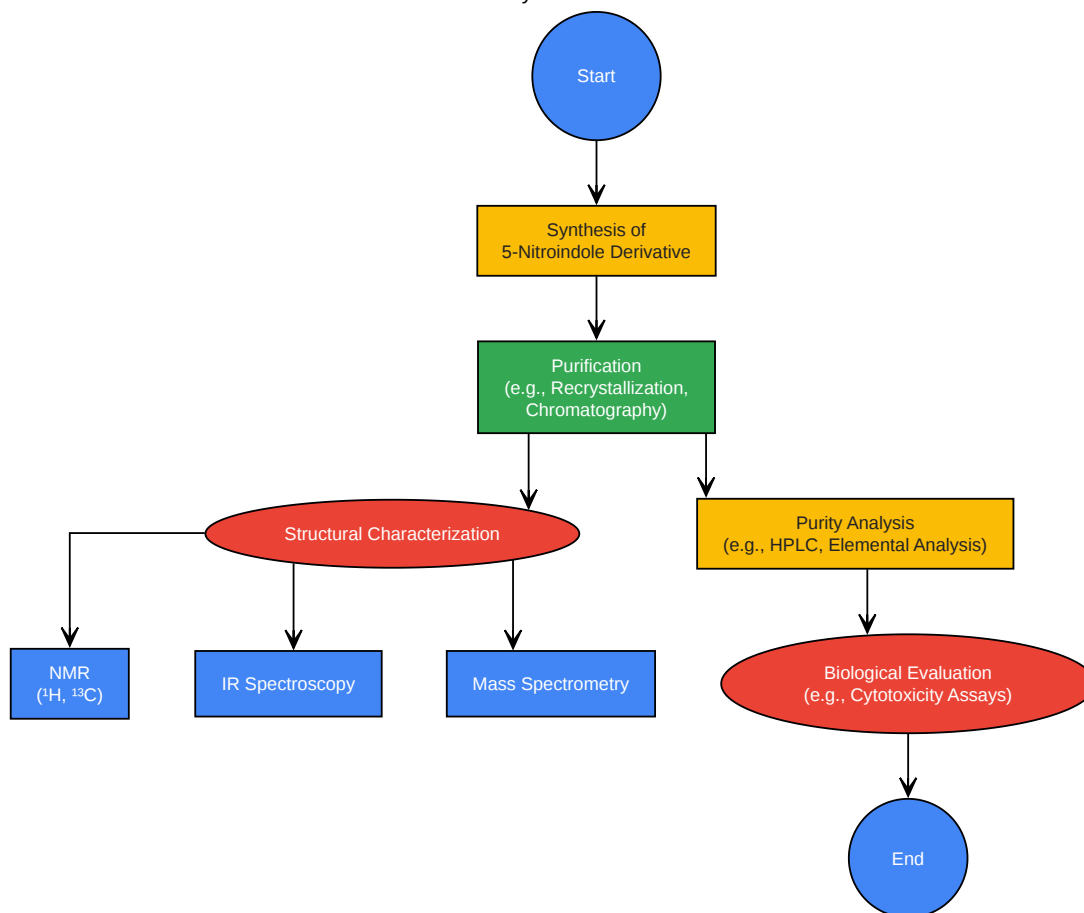 Start
Synthesis of
5-Nitroindole Derivative
Purification
(e.g., Recrystallization,
Chromatography)
Structural Characterization
Purity Analysis
(e.g., HPLC, Elemental Analysis)
NMR
(¹H, ¹³C)
IR Spectroscopy
Mass Spectrometry
Biological Evaluation
(e.g., Cytotoxicity Assays)
End